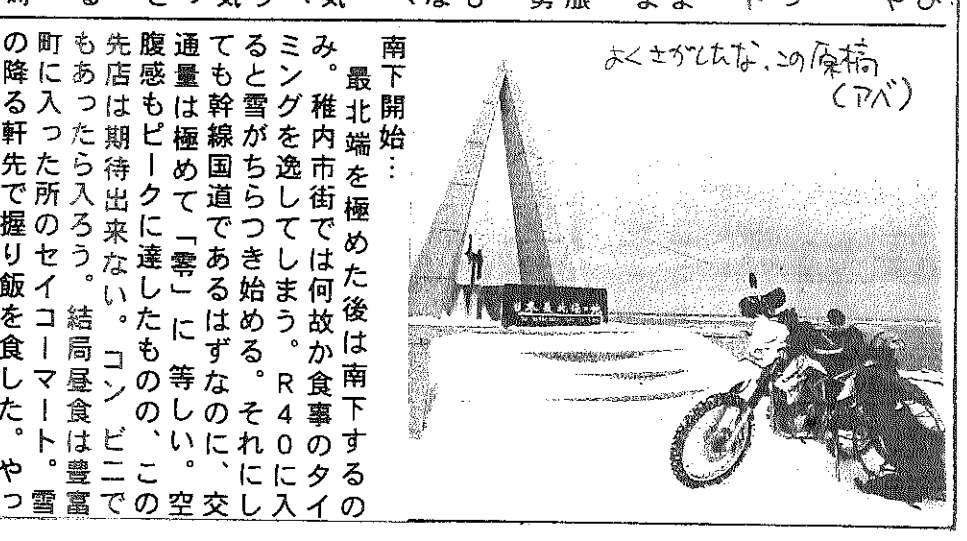 よくさがしたな、この原稿
(アベ)
南下開始…
最北端を極めた後は南下するの
み。稚内市街では何故か食事のタイ
ミングを逸してしまう。R40に入
ると雪がちらつき始める。それにし
ても幹線国道であるはずなのに、交
通量は極めて「零」に等しい。空
腹感もピークに達したものの、この
先店は期待出来ない。コンビニで
もあったら入ろう。結局昼食は豊富
町に入った所のセイコーマート。雪
の降る軒先で握り飯を食した。やっ